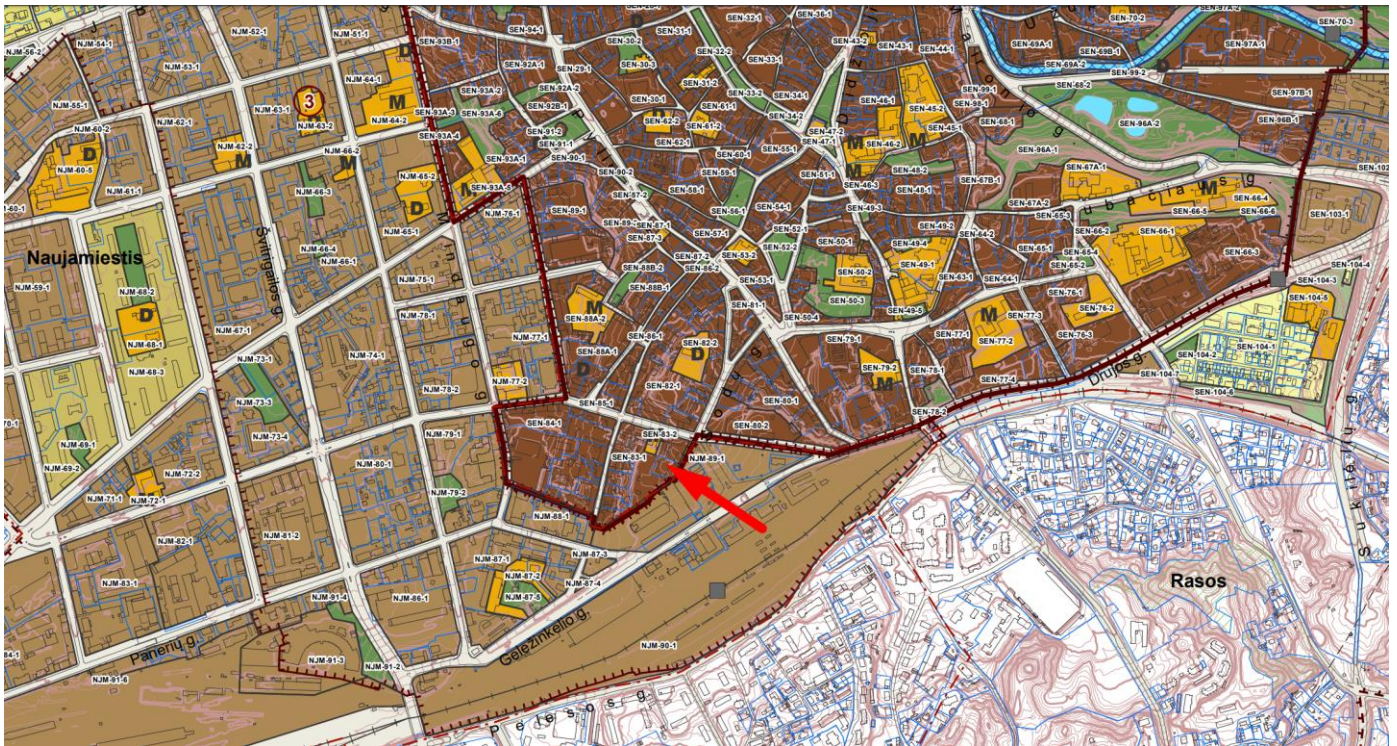 NJM-56-2
NJM-54-1
NJM-52-1
NJM-51-1
SEN-93B-1
SEN-94-1
D
SEN-31-1
SEN-32-1
SEN-36-1
SEN-43-2
SEN-43-1
SEN-44-1
SEN-70-2
SEN-97A-2
SEN-70-3
NJM-53-1
D
SEN-30-2
SEN-32-2
SEN-69A-1
SEN-69B-1
SEN-97A-1
SEN-92A-1
SEN-29-1
SEN-30-3
SEN-33-1
SEN-69A-2
SEN-99-2
D
NJM-64-1
SEN-93A-2
SEN-92A-2
SEN-31-2
SEN-33-2
SEN-34-1
SEN-46-1
SEN-45-2
SEN-99-1
SEN-68-2
SEN-97B-1
NJM-55-1
NJM-62-1
NJM-63-1
3
M
SEN-93A-3
SEN-93A-6
SEN-92B-1
SEN-30-1
SEN-61-1
SEN-34-2
SEN-98-1
NJM-63-2
NJM-64-2
SEN-62-2
SEN-61-2
SEN-47-2
SEN-45-1
SEN-68-1
SEN-96A-2
SEN-96B-1
NJM-60-2
SEN-93A-4
SEN-91-2
SEN-91-1
SEN-62-1
SEN-47-1
M
SEN-46-2
M
D
NJM-62-2
M
NJM-66-2
M
SEN-93A-1
SEN-90-1
SEN-60-1
SEN-55-1
SEN-96A-1
NJM-60-5
NJM-65-2
M
SEN-93A-5
SEN-90-2
SEN-59-1
SEN-51-1
M
SEN-48-2
SEN-67A-1
SEN-46-3
SEN-67B-1
NJM-61-1
NJM-66-3
D
SEN-57-2
SEN-58-1
SEN-48-1
M
SEN-66-4
NJM-60-1
NJM-76-1
SEN-89-1
SEN-56-1
SEN-54-1
SEN-49-3
SEN-67A-2
Subačiaus g.
SEN-66-5
SEN-66-6
SEN-103-1
NJM-65-1
SEN-87-1
SEN-57-1
SEN-52-1
SEN-49-2
SEN-65-3
SEN-64-2
SEN-66-2
SEN-66-1
NJM-66-4
SEN-87-3
SEN-53-2
SEN-52-2
SEN-50-1
SEN-49-4
SEN-65-1
SEN-65-4
SEN-66-3
Naujamiestis
NJM-66-1
SEN-87-2
SEN-86-2
SEN-49-1
SEN-65-2
SEN-104-4
NJM-59-1
Švitrigailos g.
NJM-75-1
SEN-88B-2
SEN-50-2
SEN-63-1
SEN-64-1
SEN-104-3
NJM-68-2
Mindaugo g.
SEN-88B-1
SEN-53-1
SEN-76-1
SEN-104-5
D
NJM-78-1
M
SEN-81-1
SEN-50-3
SEN-49-5
M
SEN-77-3
SEN-76-2
NJM-67-1
SEN-88A-2
SEN-50-4
NJM-68-1
NJM-77-1
SEN-86-1
SEN-77-1
SEN-76-3
NJM-73-1
NJM-74-1
SEN-88A-1
SEN-82-2
D
SEN-79-1
SEN-77-2
SEN-104-2
SEN-104-1
NJM-68-3
NJM-77-2
D
SEN-79-2
SEN-78-1
Drujos g.
SEN-104-7
NJM-78-2
SEN-82-1
M
SEN-77-4
SEN-104-6
NJM-73-3
SEN-85-1
SEN-80-1
SEN-78-2
NJM-70-1
SEN-84-1
SEN-80-2
NJM-69-1
NJM-73-4
NJM-79-1
SEN-83-2
NJM-69-2
NJM-72-2
NJM-80-1
SEN-83-1
NJM-89-1
NJM-71-1
NJM-72-1
NJM-79-2
NJM-88-1
NJM-82-1
NJM-81-2
NJM-87-1
NJM-87-3
NJM-83-1
NJM-87-2
NJM-87-4
Rasos
Sukilėlių g.
NJM-91-4
NJM-86-1
NJM-87-5
Geležinkelio g.
Panerių g.
NJM-90-1
NJM-91-3
NJM-91-2
NJM-91-6
Pelesos g.